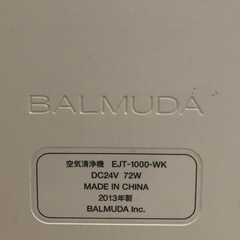 BALMUDA
空気清浄機 EJT-1000-WK
DC24V 72W
MADE IN CHINA
2013年製
BALMUDA Inc.